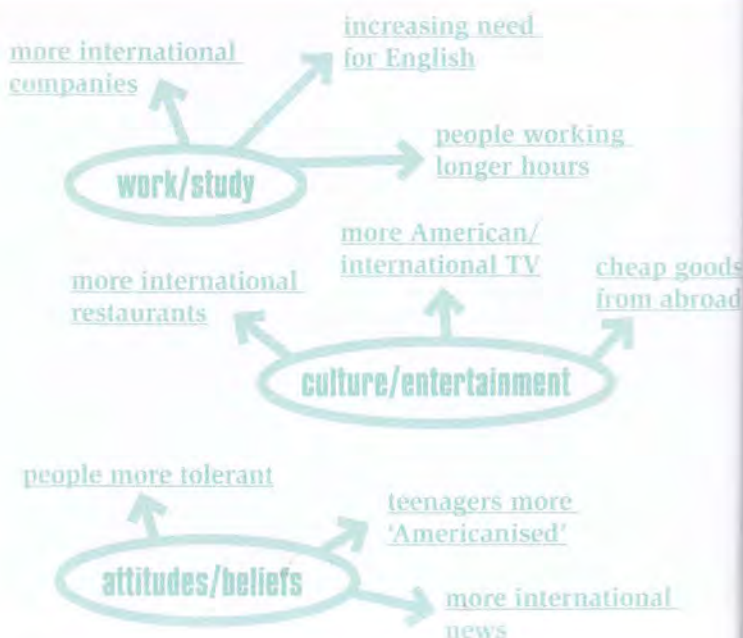 increasing need
for English
more international
companies
people working
longer hours
work/study
more American/
international TV
cheap goods
from abroad
more international
restaurants
culture/entertainment
people more tolerant
teenagers more
'Americanised'
attitudes/beliefs
more international
news